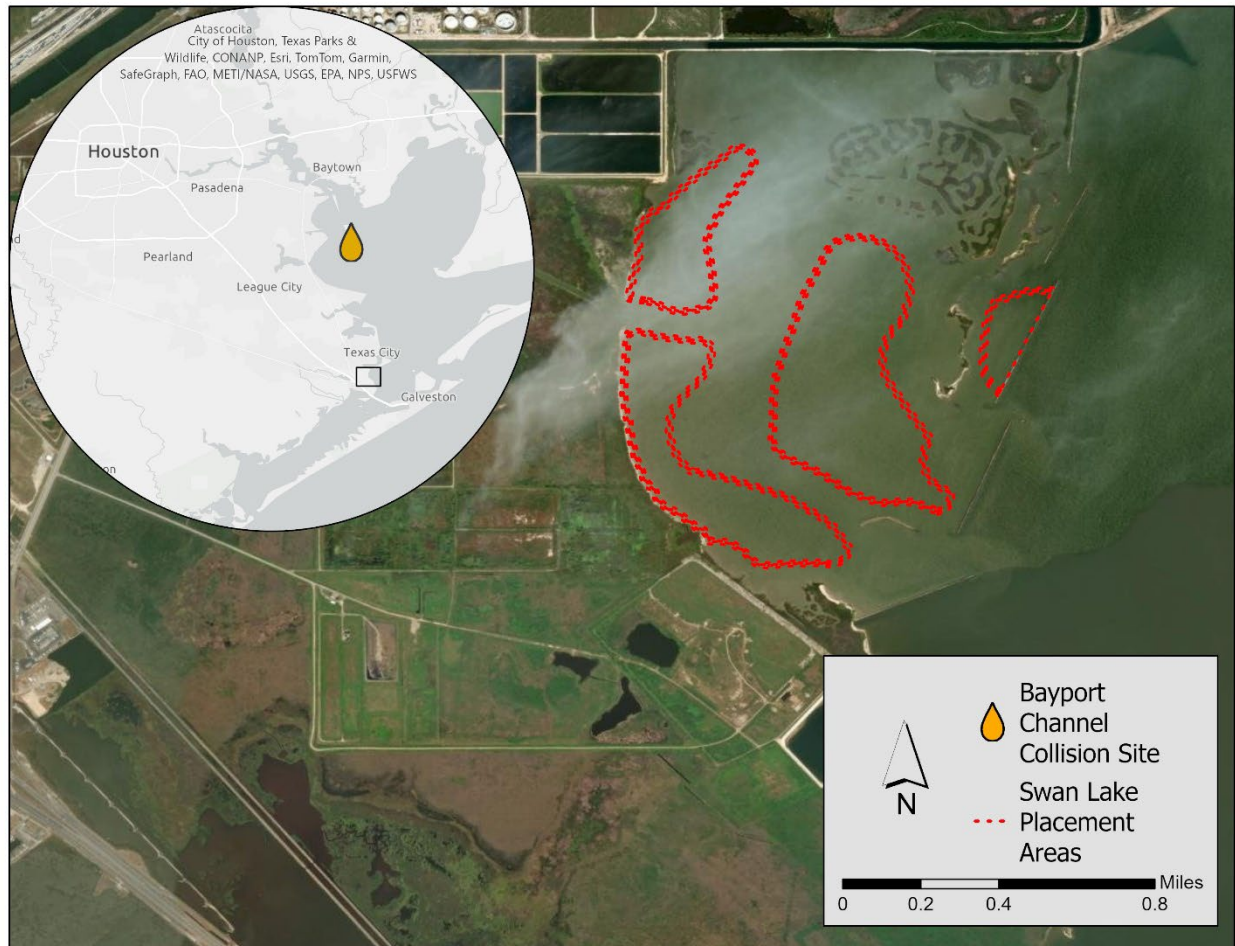 Atascocita
City of Houston, Texas Parks &
Wildlife, CONANP, Esri, TomTom, Garmin,
SafeGraph, FAO, METI/NASA, USGS, EPA, NPS, USFWS
Houston
Baytown
Pasadena
Pearland
League City
Texas City
Galveston
Bayport
Channel
Collision Site
Swan Lake
Placement
Areas
N
Miles
0 0.2 0.4 0.8